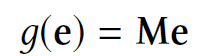 g(e) = Me